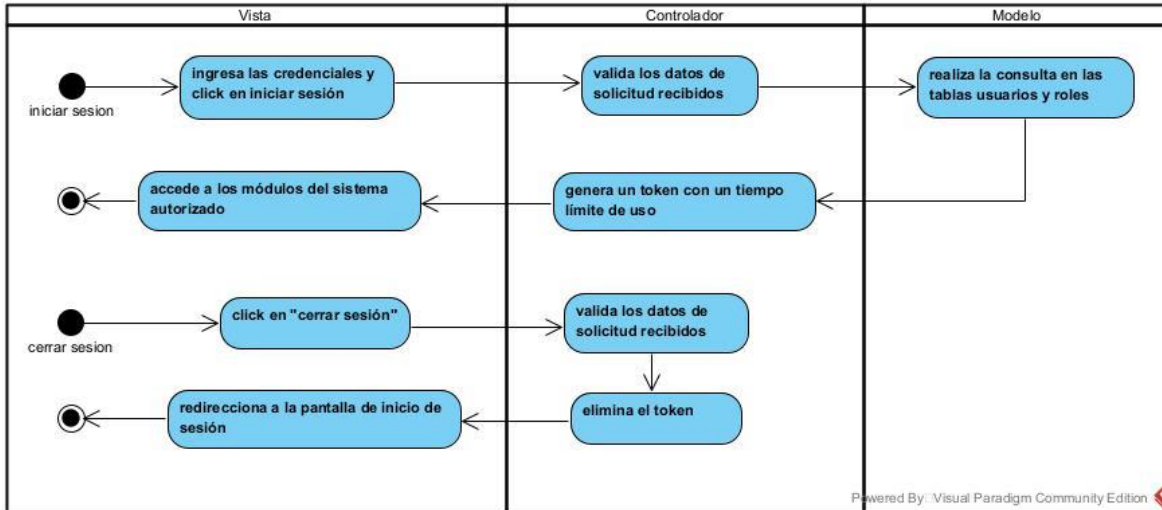 Vista
Controlador
Modelo
ingresa las credenciales y
click en iniciar sesión
valida los datos de
solicitud recibidos
realiza la consulta en las
tablas usuarios y roles
iniciar sesion
accede a los módulos del sistema
autorizado
genera un token con un tiempo
límite de uso
click en "cerrar sesión"
valida los datos de
solicitud recibidos
cerrar sesion
redirecciona a la pantalla de inicio de
sesión
elimina el token
Powered By Visual Paradigm Community Edition